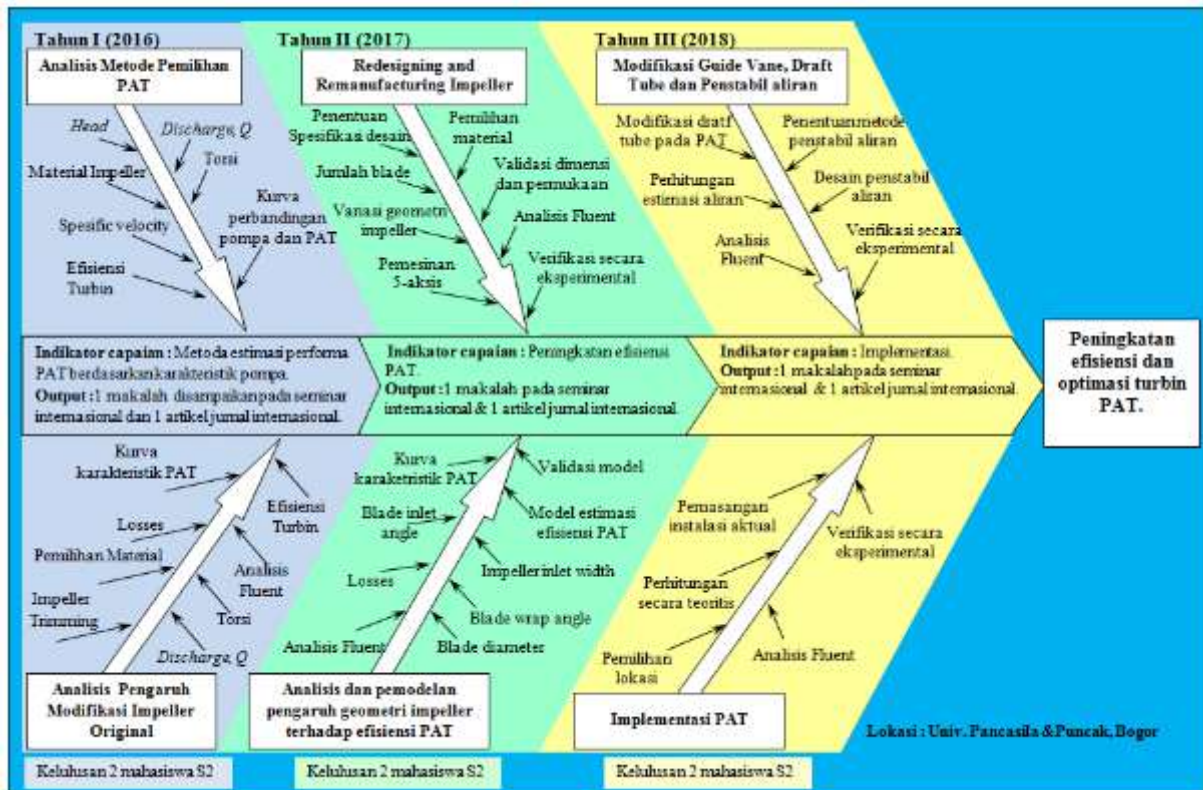 Tahun I (2016)
Analisis Metode Pemilihan
PAT
Head
Discharge, Q
Material Impeller
Torsi
Spesific velocity
Kurva
perbandingan
pompa dan PAT
Efisiensi
Turbin
Tahun II (2017)
Redesigning and
Remanufacturing Impeller
Penentuan
Spesifikasi desain
Pemilihan
material
Jumlah blade
Validasi dimensi
dan permukaan
Variasi geometri
impeller
Analisis Fluent
Pemesinan
5-aksis
Verifikasi secara
eksperimental
Tahun III (2018)
Modifikasi Guide Vane, Draft
Tube dan Penstabil aliran
Modifikasi dratf
tube pada PAT
Penentuan metode
penstabil aliran
Perhitungan
estimasi aliran
Desain penstabil
aliran
Analisis
Fluent
Verifikasi secara
eksperimental
Indikator capaian : Metoda estimasi performa
PAT berdasarkan karakteristik pompa.
Output : 1 makalah disampaikan pada seminar
internasional dan 1 artikel jurnal internasional.
Indikator capaian : Peningkatan efisiensi
PAT.
Output : 1 makalah pada seminar
internasional & 1 artikel jurnal internasional.
Indikator capaian : Implementasi.
Output : 1 makalah pada seminar
internasional & 1 artikel jurnal internasional.
Peningkatan
efisiensi dan
optimasi turbin
PAT.
Kurva
karakteristik PAT
Efisiensi
Turbin
Losses
Pemilihan Material
Analisis
Fluent
Impeller
Trimming
Torsi
Discharge, Q
Analisis Pengaruh
Modifikasi Impeller
Original
Kurva
karaketristik PAT
Validasi model
Blade inlet
angle
Model estimasi
efisiensi PAT
Losses
Impeller inlet width
Blade wrap angle
Analisis Fluent
Blade diameter
Analisis dan pemodelan
pengaruh geometri impeller
terhadap efisiensi PAT
Pemasangan
instalasi aktual
Verifikasi secara
eksperimental
Perhitungan
secara teoritis
Pemilihan
lokasi
Analisis Fluent
Implementasi PAT
Lokasi : Univ. Pancasila & Puncak, Bogor
Kelulusan 2 mahasiswa S2
Kelulusan 2 mahasiswa S2
Kelulusan 2 mahasiswa S2